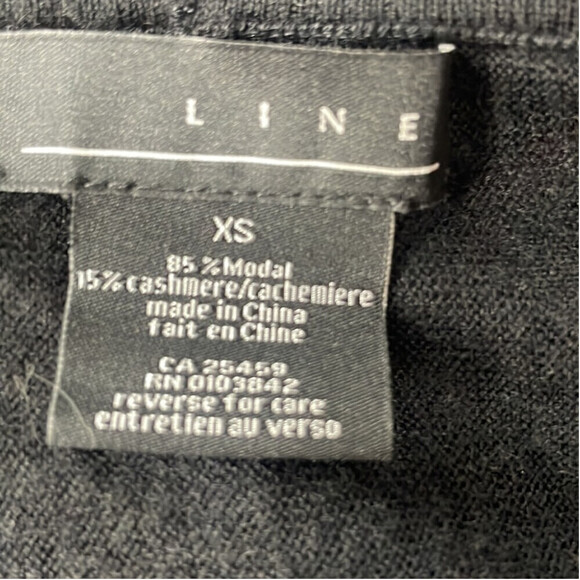 L I N E
XS
85%Modal
15%cashmere/cachemiere
made in China
fait en Chine
CA 25459
RN 0103842
reverse for care
entretien au verso